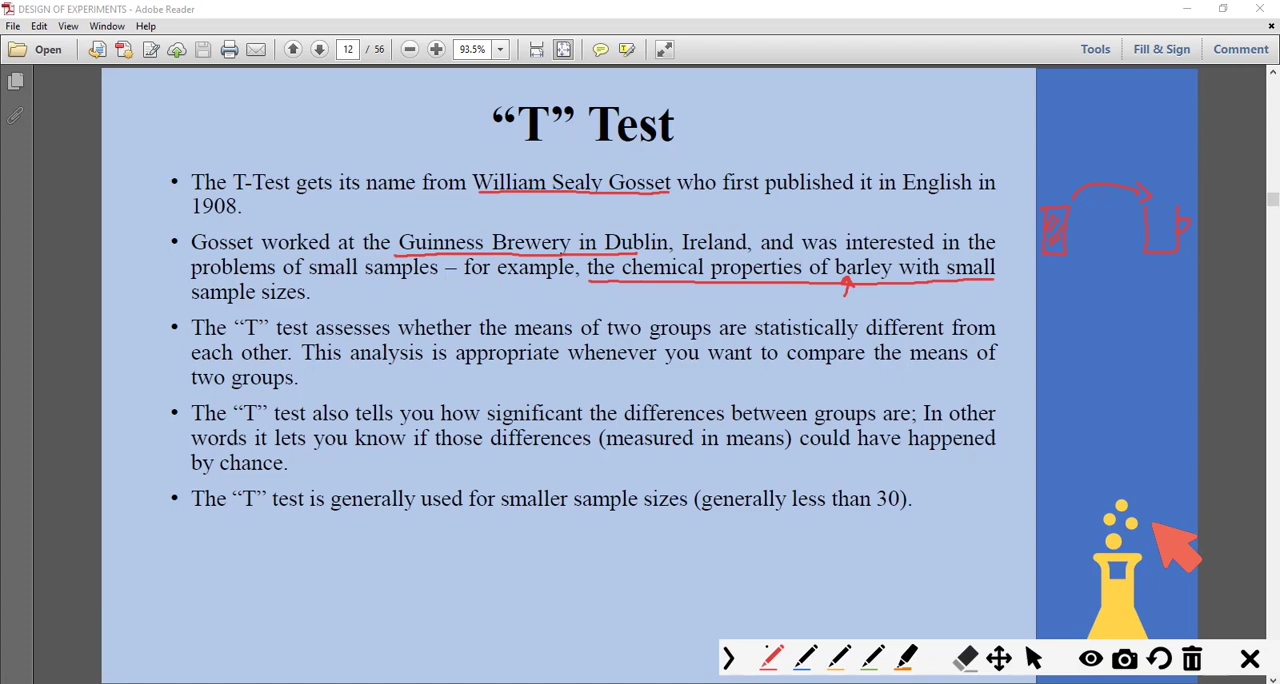 DESIGN OF EXPERIMENTS - Adobe Reader
File Edit View Window Help
Open 12 / 56 93.5% Tools Fill & Sign Comment
“T” Test
• The T-Test gets its name from William Sealy Gosset who first published it in English in
1908.
• Gosset worked at the Guinness Brewery in Dublin, Ireland, and was interested in the
problems of small samples – for example, the chemical properties of barley with small
sample sizes.
• The “T” test assesses whether the means of two groups are statistically different from
each other. This analysis is appropriate whenever you want to compare the means of
two groups.
• The “T” test also tells you how significant the differences between groups are; In other
words it lets you know if those differences (measured in means) could have happened
by chance.
• The “T” test is generally used for smaller sample sizes (generally less than 30).